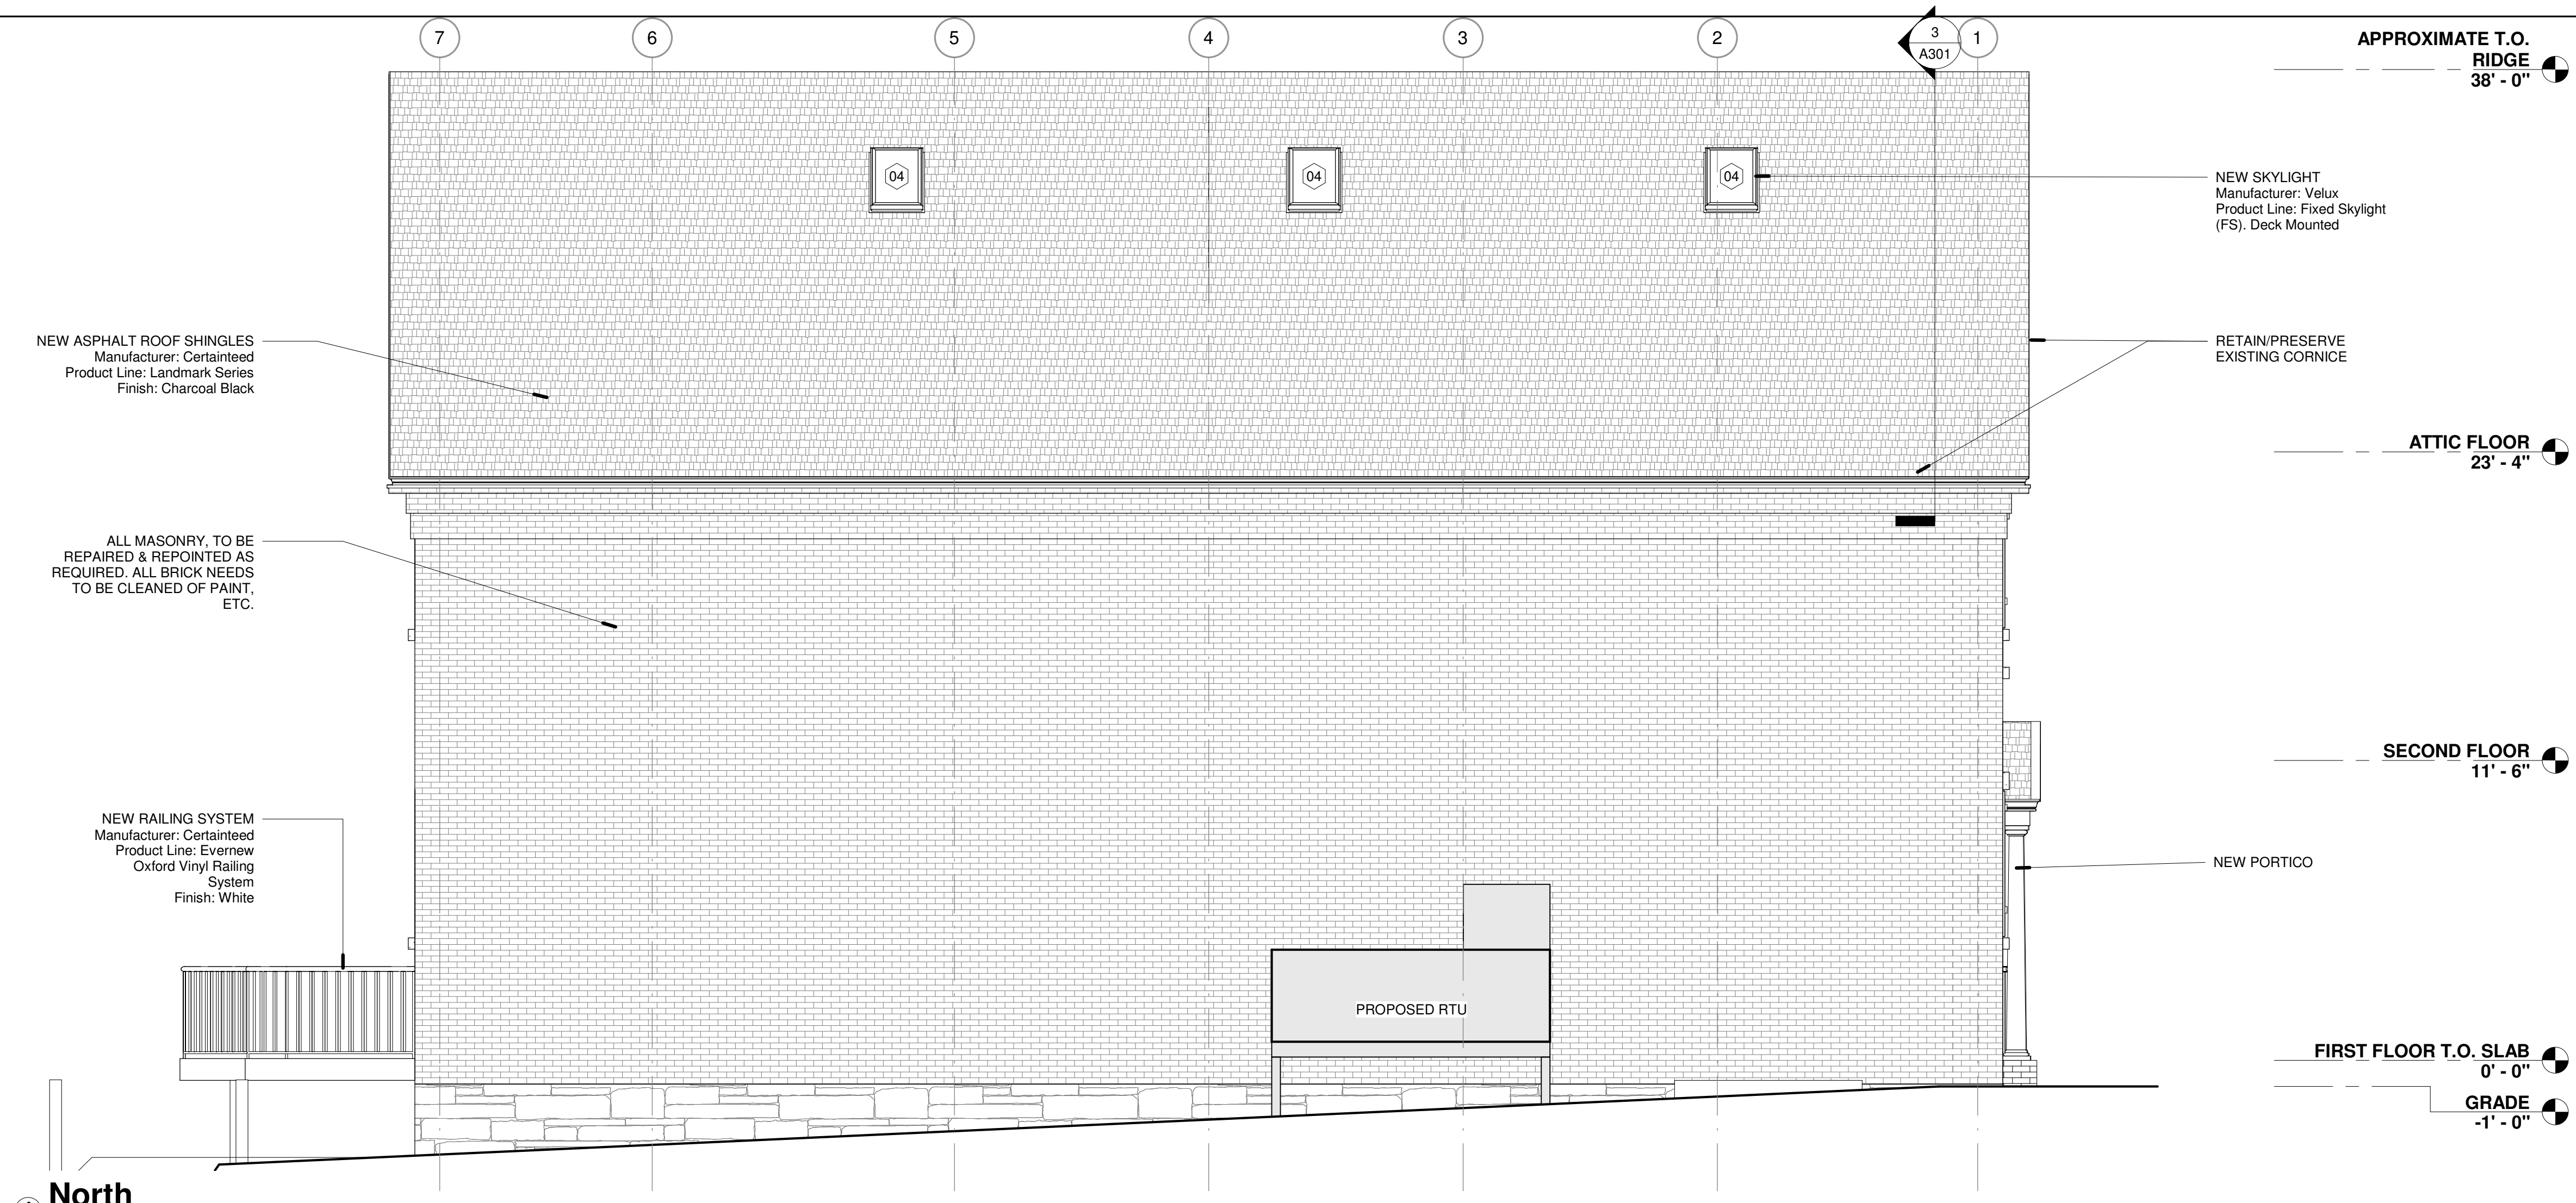 7
6
5
4
3
2
3
A301
1
APPROXIMATE T.O.
RIDGE
38' - 0"
04
04
04
NEW SKYLIGHT
Manufacturer: Velux
Product Line: Fixed Skylight
(FS). Deck Mounted
NEW ASPHALT ROOF SHINGLES
Manufacturer: Certainteed
Product Line: Landmark Series
Finish: Charcoal Black
RETAIN/PRESERVE
EXISTING CORNICE
ATTIC FLOOR
23' - 4"
ALL MASONRY, TO BE
REPAIRED & REPOINTED AS
REQUIRED. ALL BRICK NEEDS
TO BE CLEANED OF PAINT,
ETC.
SECOND FLOOR
11' - 6"
NEW RAILING SYSTEM
Manufacturer: Certainteed
Product Line: Evernew
Oxford Vinyl Railing
System
Finish: White
NEW PORTICO
PROPOSED RTU
FIRST FLOOR T.O. SLAB
0' - 0"
GRADE
-1' - 0"
North